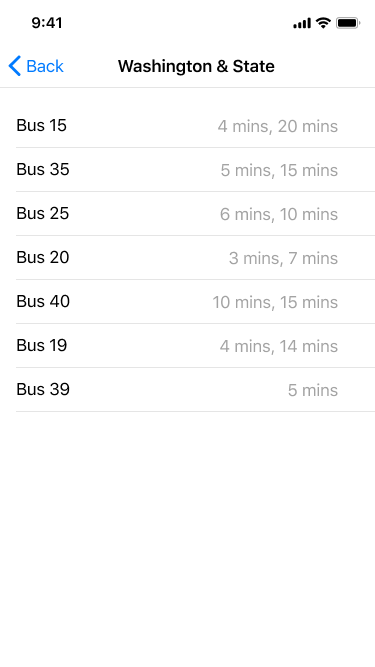 9:41
Back Washington & State
Bus 15 4 mins, 20 mins
Bus 35 5 mins, 15 mins
Bus 25 6 mins, 10 mins
Bus 20 3 mins, 7 mins
Bus 40 10 mins, 15 mins
Bus 19 4 mins, 14 mins
Bus 39 5 mins